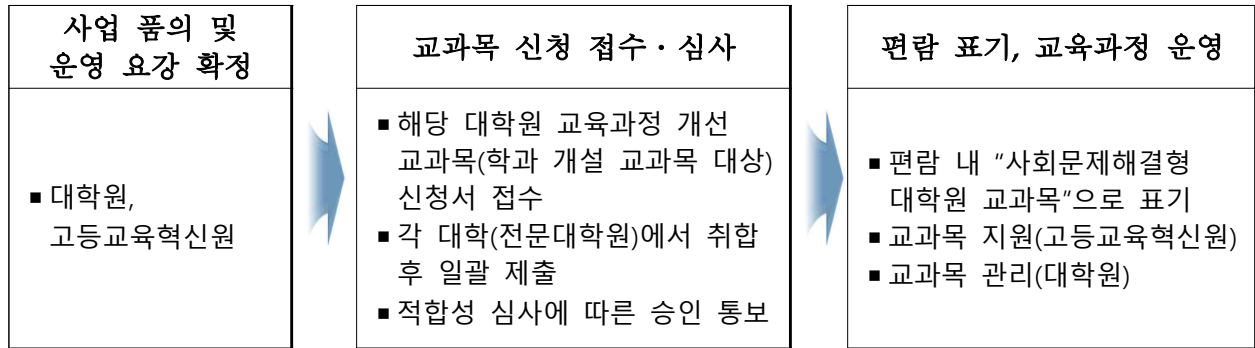 사업 품의 및
운영 요강 확정
■ 대학원,
고등교육혁신원
교과목 신청 접수·심사
■ 해당 대학원 교육과정 개선
교과목(학과 개설 교과목 대상)
신청서 접수
■ 각 대학(전문대학원)에서 취합
후 일괄 제출
■ 적합성 심사에 따른 승인 통보
편람 표기, 교육과정 운영
■ 편람 내 "사회문제해결형
대학원 교과목"으로 표기
■ 교과목 지원(고등교육혁신원)
■ 교과목 관리(대학원)